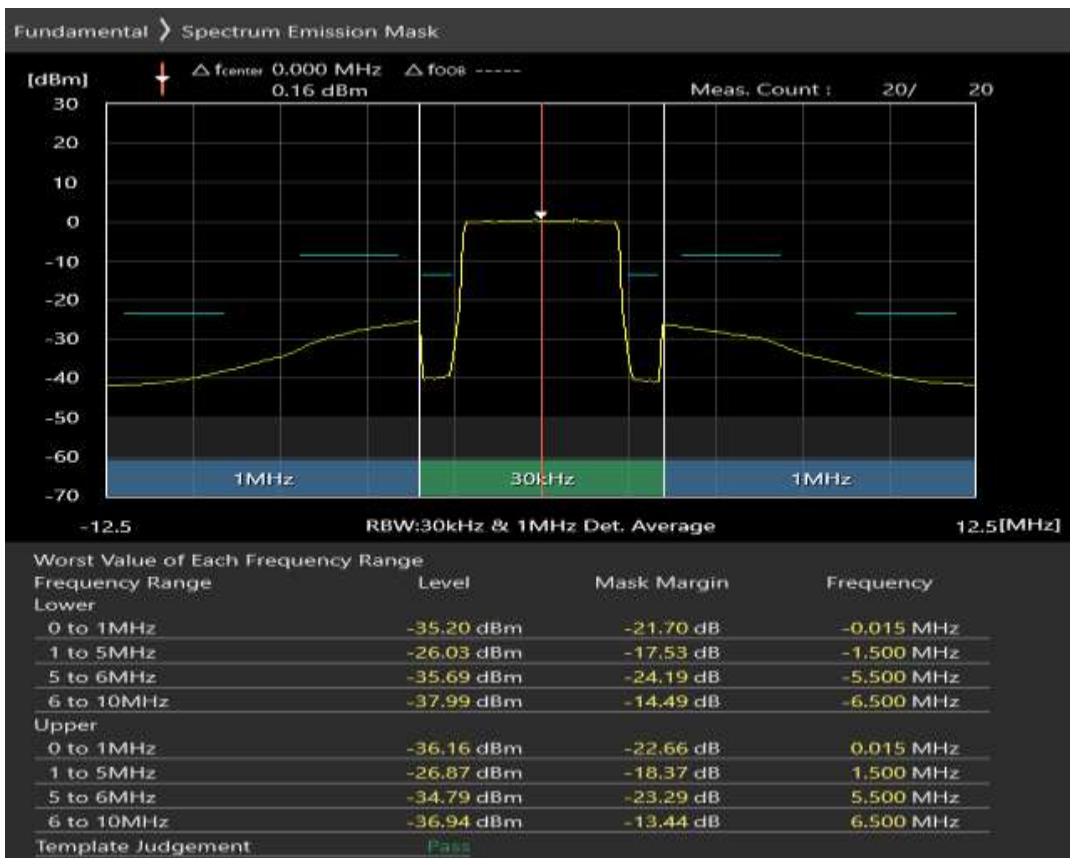 Fundamental ❯ Spectrum Emission Mask
[dBm] △ fcenter 0.000 MHz △ fOOB -----
0.16 dBm Meas. Count : 20/ 20
30
20
10
0
-10
-20
-30
-40
-50
-60
-70
1MHz 30kHz 1MHz
-12.5 RBW:30kHz & 1MHz Det. Average 12.5[MHz]
Worst Value of Each Frequency Range
Frequency Range Level Mask Margin Frequency
Lower
0 to 1MHz -35.20 dBm -21.70 dB -0.015 MHz
1 to 5MHz -26.03 dBm -17.53 dB -1.500 MHz
5 to 6MHz -35.69 dBm -24.19 dB -5.500 MHz
6 to 10MHz -37.99 dBm -14.49 dB -6.500 MHz
Upper
0 to 1MHz -36.16 dBm -22.66 dB 0.015 MHz
1 to 5MHz -26.87 dBm -18.37 dB 1.500 MHz
5 to 6MHz -34.79 dBm -23.29 dB 5.500 MHz
6 to 10MHz -36.94 dBm -13.44 dB 6.500 MHz
Template Judgement Pass